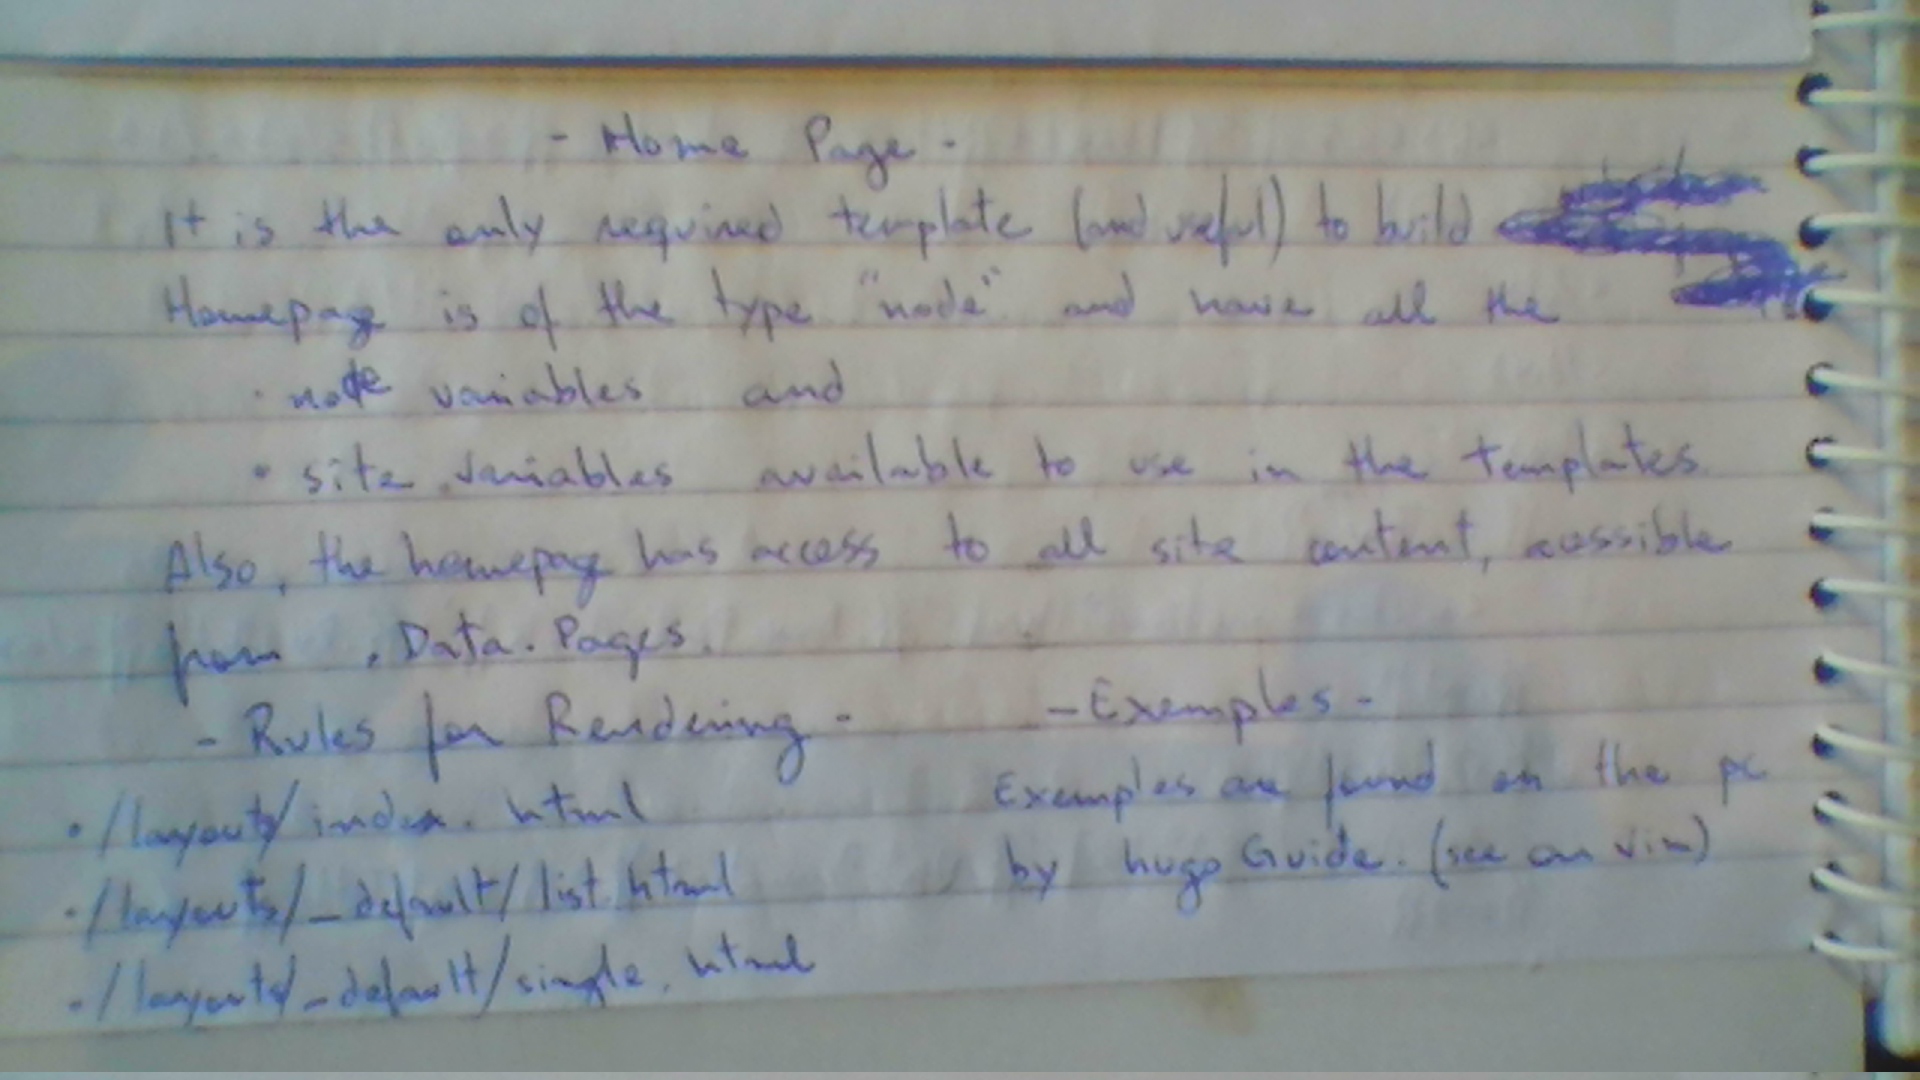 - Home Page -
It is the only required template (and useful) to build
Homepage is of the type "node" and have all the
· node variables and
• site variables available to use in the templates
Also, the homepage has access to all site content, acessible
from .Data.Pages.
- Rules for Rendering -
• /layouts/index.html
· /layouts/_default/list.html
· /layouts/_default/single.html
- Exemples -
Exemples are found on the pc
by hugo Guide. (see on vim)